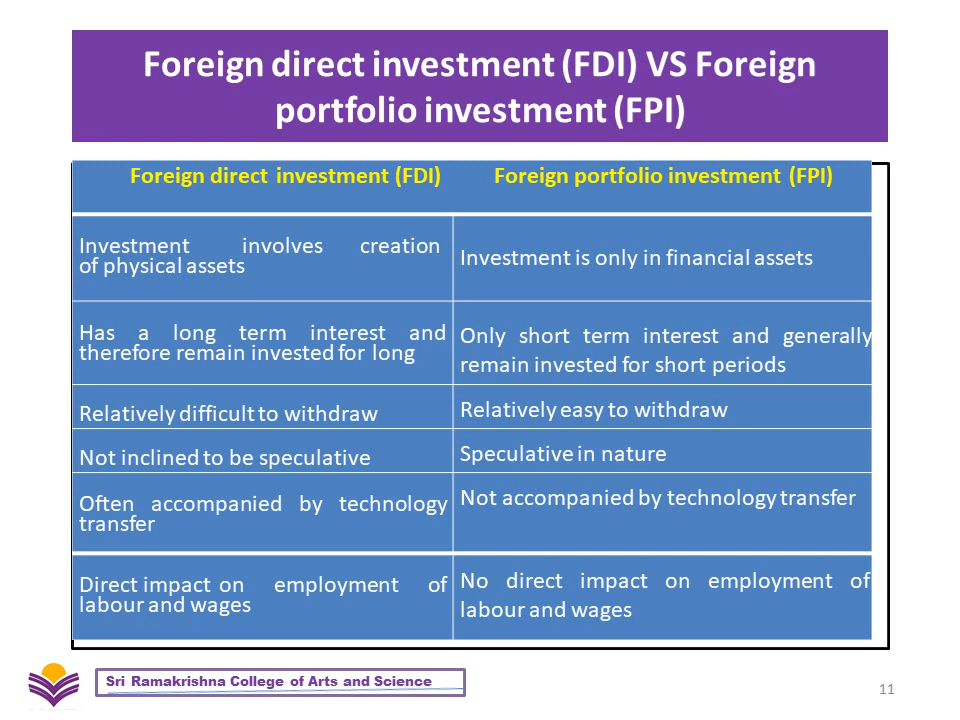 Foreign direct investment (FDI) VS Foreign
portfolio investment (FPI)
Foreign direct investment (FDI)
Foreign portfolio investment (FPI)
Investment involves creation
of physical assets
Investment is only in financial assets
Has a long term interest and
therefore remain invested for long
Only short term interest and generally
remain invested for short periods
Relatively difficult to withdraw
Relatively easy to withdraw
Not inclined to be speculative
Speculative in nature
Often accompanied by technology
transfer
Not accompanied by technology transfer
Direct impact on employment of
labour and wages
No direct impact on employment of
labour and wages
Sri Ramakrishna College of Arts and Science
11